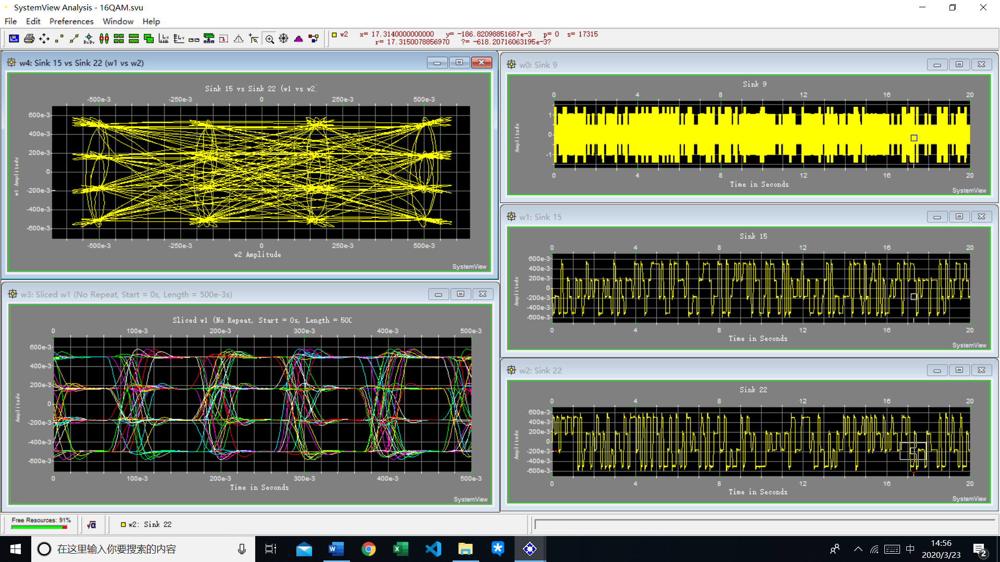 SystemView Analysis - 16QAM.svu
File Edit Preferences Window Help
w2 x= 17.3140000000000 y= -186.82098851687e-3 p= 0 s= 17315
r= 17.3150078856970 ?= -618.20716063195e-3?
w4: Sink 15 vs Sink 22 (w1 vs w2)
Sink 15 vs Sink 22 (w1 vs w2
-500e-3 -250e-3 0 250e-3 500e-3
600e-3
400e-3
200e-3
0
-200e-3
-400e-3
-600e-3
w1 Amplitude
-500e-3 -250e-3 0 250e-3 500e-3
w2 Amplitude
SystemView
w3: Sliced w1 (No Repeat, Start = 0s, Length = 500e-3s)
Sliced w1 (No Repeat, Start = 0s, Length = 500
0 100e-3 200e-3 300e-3 400e-3 500e-3
600e-3
400e-3
200e-3
0
-200e-3
-400e-3
-600e-3
Amplitude
0 100e-3 200e-3 300e-3 400e-3 500e-3
Time in Seconds
SystemView
w0: Sink 9
Sink 9
0 4 8 12 16 20
1
0
-1
Amplitude
0 4 8 12 16 20
Time in Seconds
SystemView
w1: Sink 15
Sink 15
0 4 8 12 16 20
600e-3
400e-3
200e-3
0
-200e-3
-400e-3
-600e-3
Amplitude
0 4 8 12 16 20
Time in Seconds
SystemView
w2: Sink 22
Sink 22
0 4 8 12 16 20
600e-3
400e-3
200e-3
0
-200e-3
-400e-3
-600e-3
Amplitude
0 4 8 12 16 20
Time in Seconds
SystemView
Free Resources: 91%
√α
w2: Sink 22
在这里输入你要搜索的内容
中
14:56
2020/3/23
2